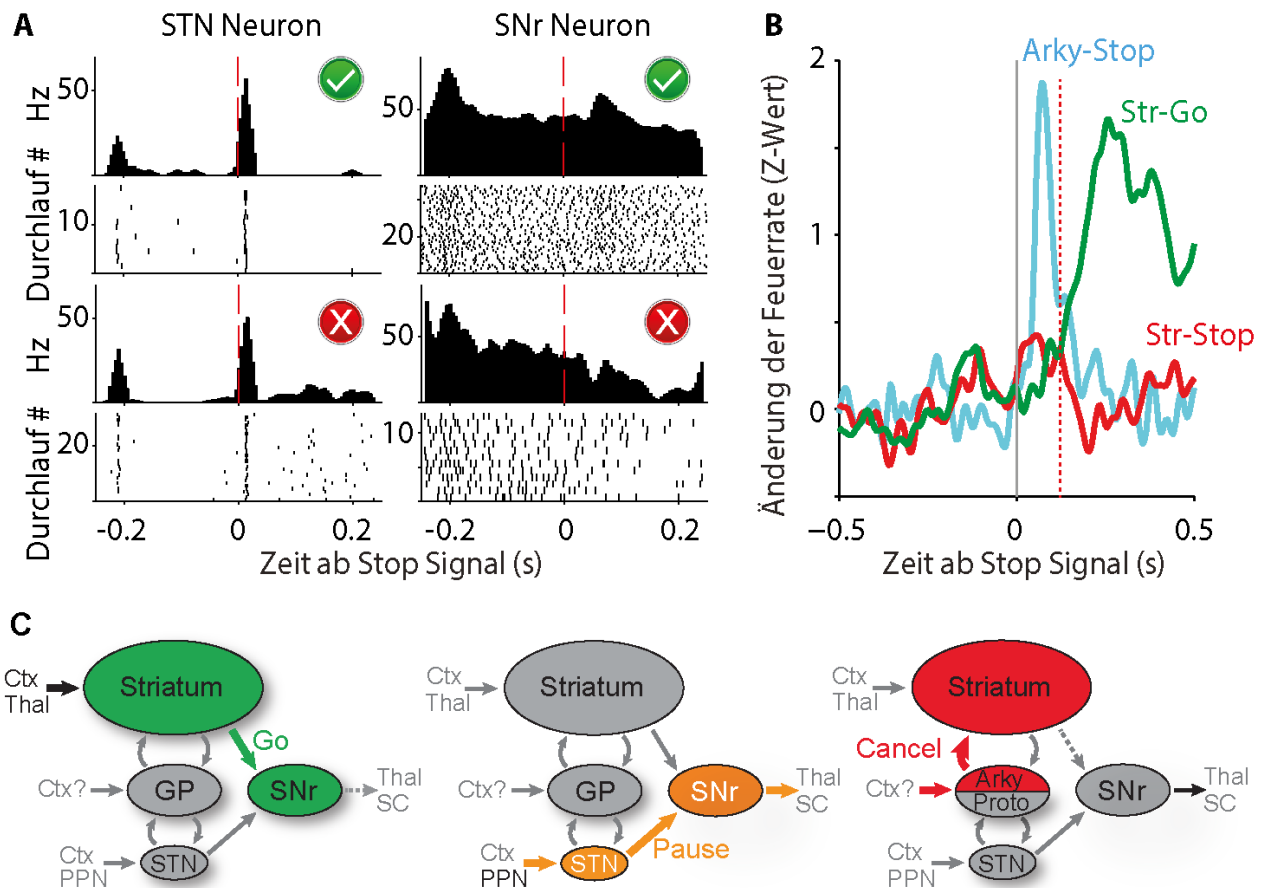 A
STN Neuron
SNr Neuron
Hz
50
50
Durchlauf #
10
20
Hz
50
50
Durchlauf #
20
10
-0.2 0 0.2
-0.2 0 0.2
Zeit ab Stop Signal (s)
B
Arky-Stop
Str-Go
Str-Stop
Änderung der Feuerrate (Z-Wert)
2
1
0
−0.5 0 0.5
Zeit ab Stop Signal (s)
C
Ctx
Thal
Striatum
Go
Ctx?
GP
SNr
Thal
SC
Ctx
PPN
STN
Ctx
Thal
Striatum
Ctx?
GP
SNr
Thal
SC
Ctx
PPN
STN
Pause
Ctx
Thal
Striatum
Cancel
Ctx?
Arky
Proto
SNr
Thal
SC
Ctx
PPN
STN